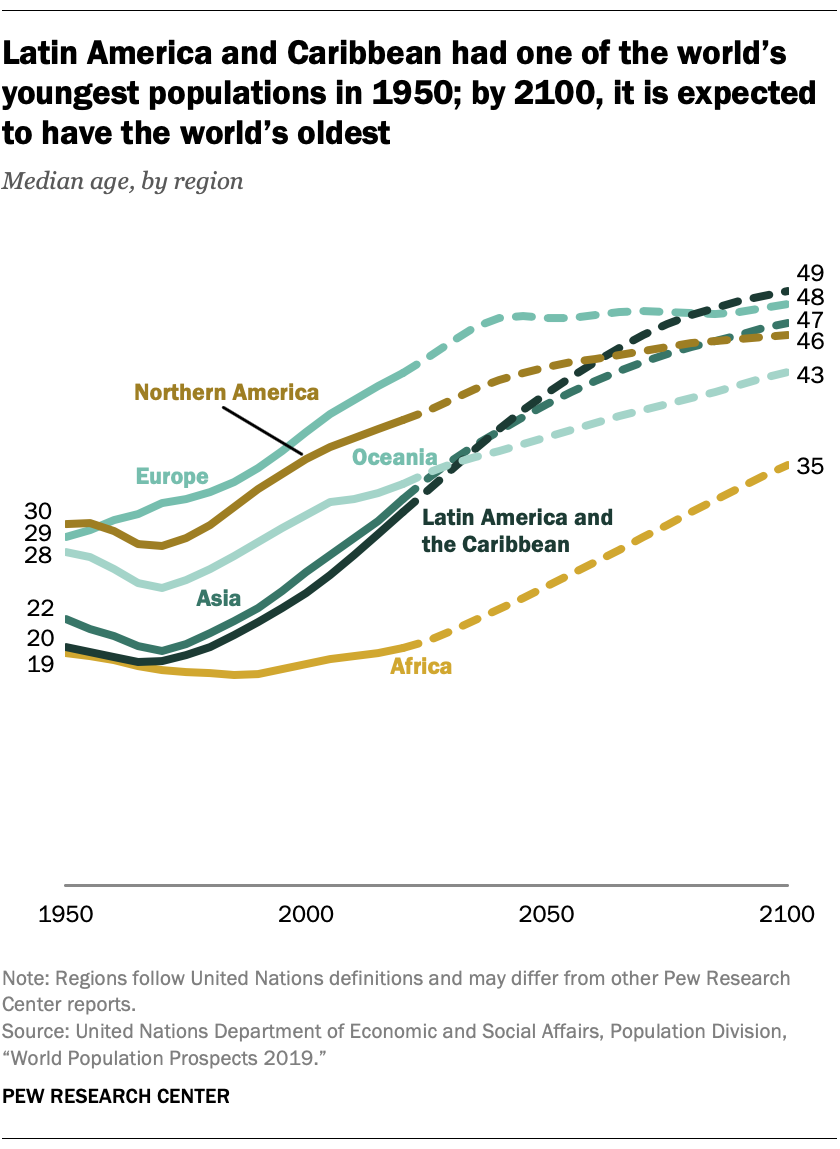 Latin America and Caribbean had one of the world’s
youngest populations in 1950; by 2100, it is expected
to have the world’s oldest
Median age, by region
49
48
47
46
43
35
Northern America
Europe
Oceania
30
29
28
22
20
19
Latin America and
the Caribbean
Asia
Africa
1950
2000
2050
2100
Note: Regions follow United Nations definitions and may differ from other Pew Research
Center reports.
Source: United Nations Department of Economic and Social Affairs, Population Division,
“World Population Prospects 2019.”
PEW RESEARCH CENTER